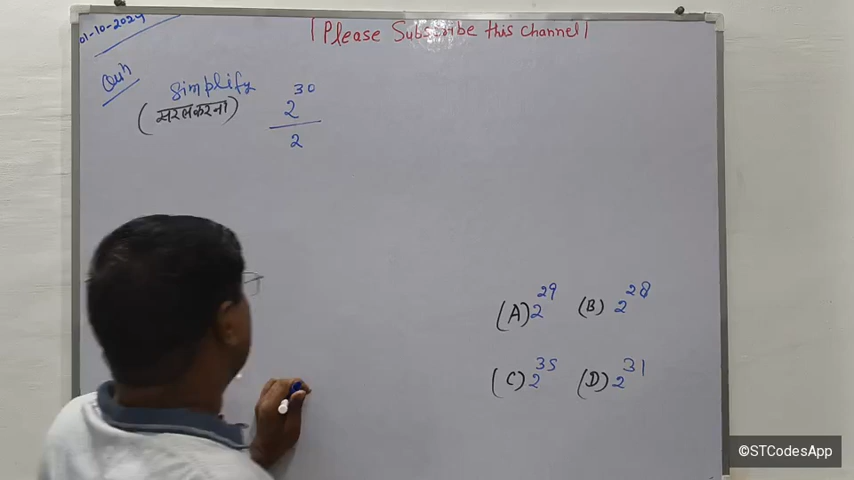 01-10-2024
[Please Subscribe this channel]
Qun
Simplify 2^30
(सरलकरना) 2
(A) 2^29 (B) 2^28
(C) 2^35 (D) 2^31
©STCodesApp